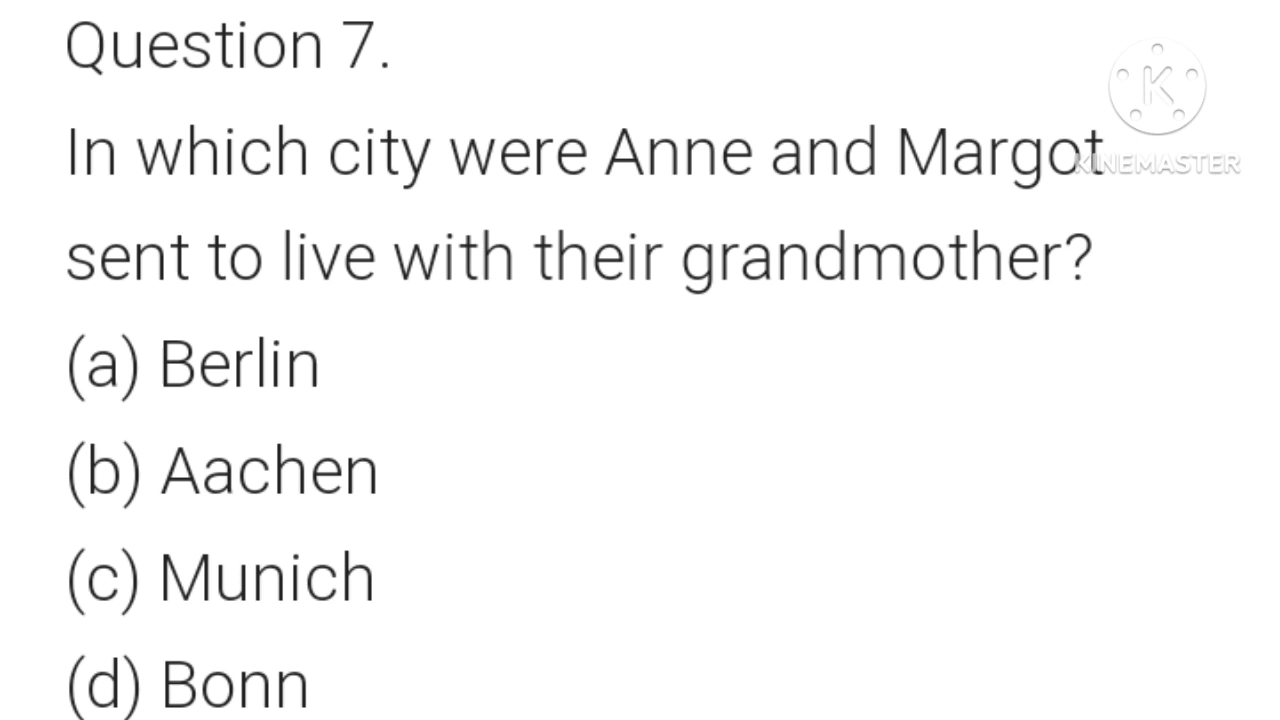 Question 7.
In which city were Anne and Margot
sent to live with their grandmother?
(a) Berlin
(b) Aachen
(c) Munich
(d) Bonn
K
KINEMASTER